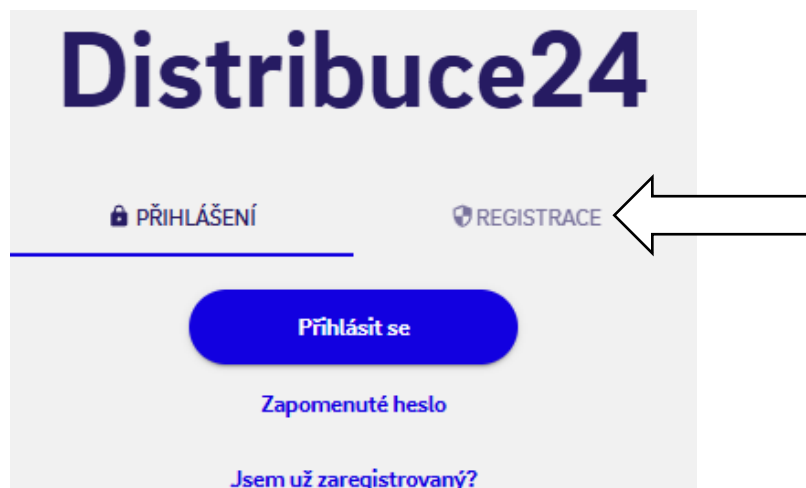 Distribuce24
PŘIHLÁŠENÍ REGISTRACE
Přihlásit se
Zapomenuté heslo
Jsem už zaregistrovaný?